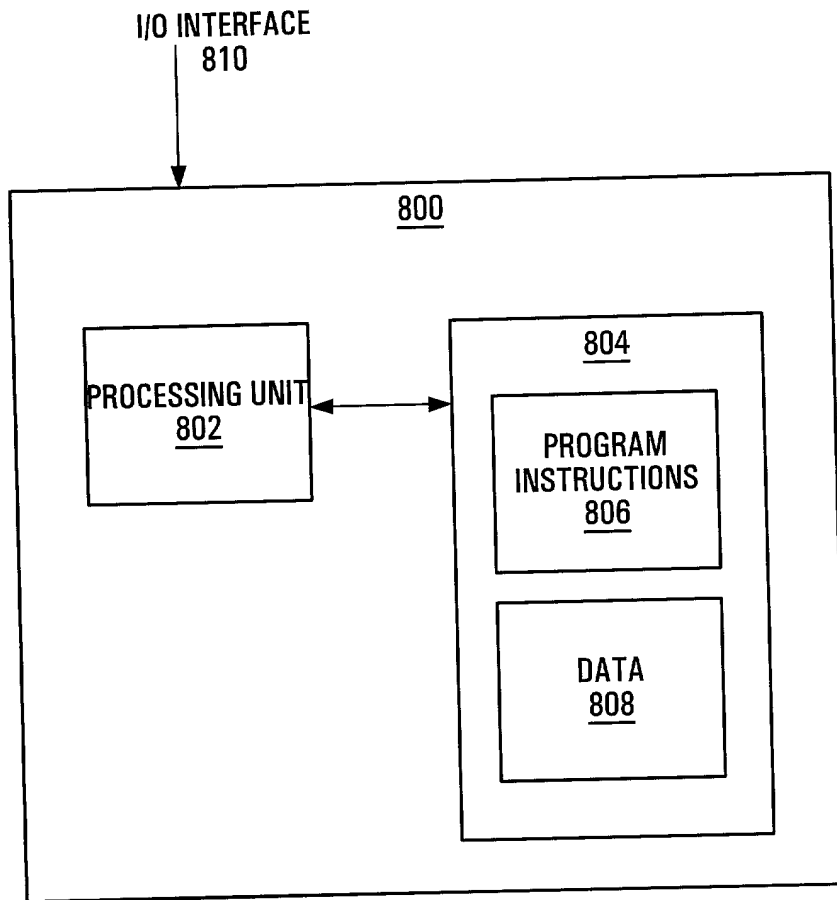 I/O INTERFACE
810
800
PROCESSING UNIT
802
804
PROGRAM
INSTRUCTIONS
806
DATA
808